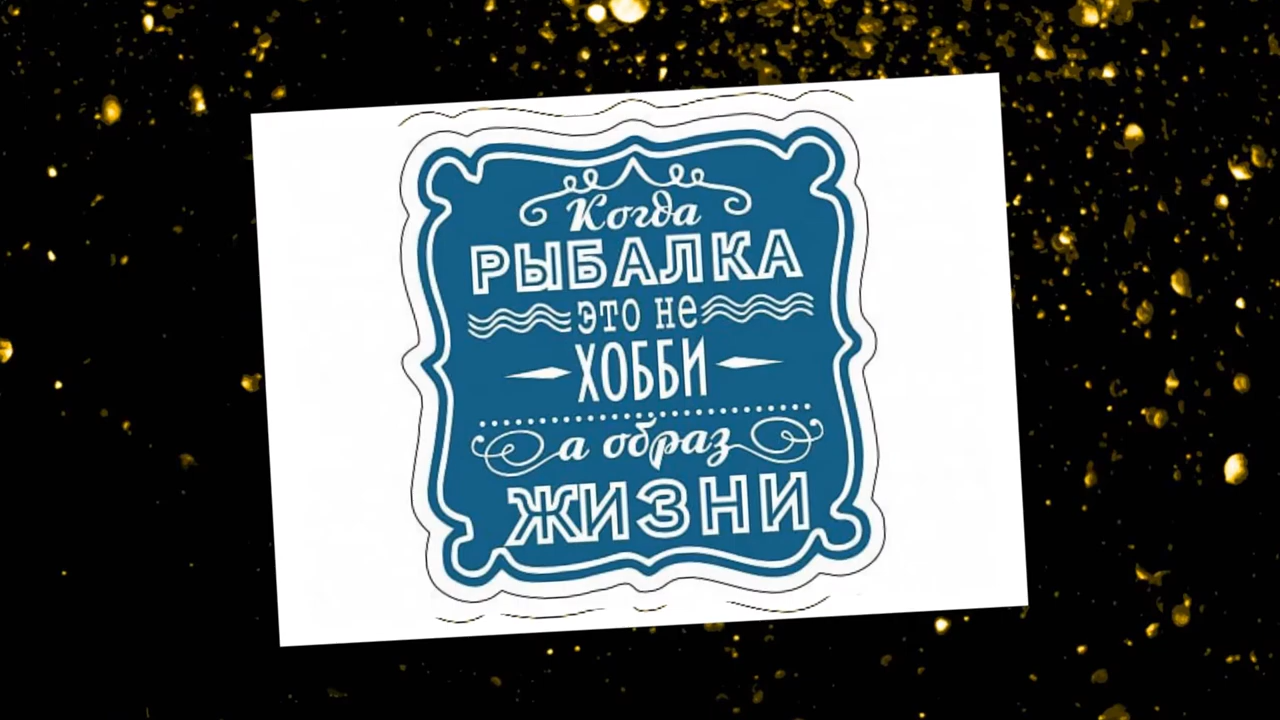 Когда
РЫБАЛКА
это не
ХОББИ
а образ
ЖИЗНИ